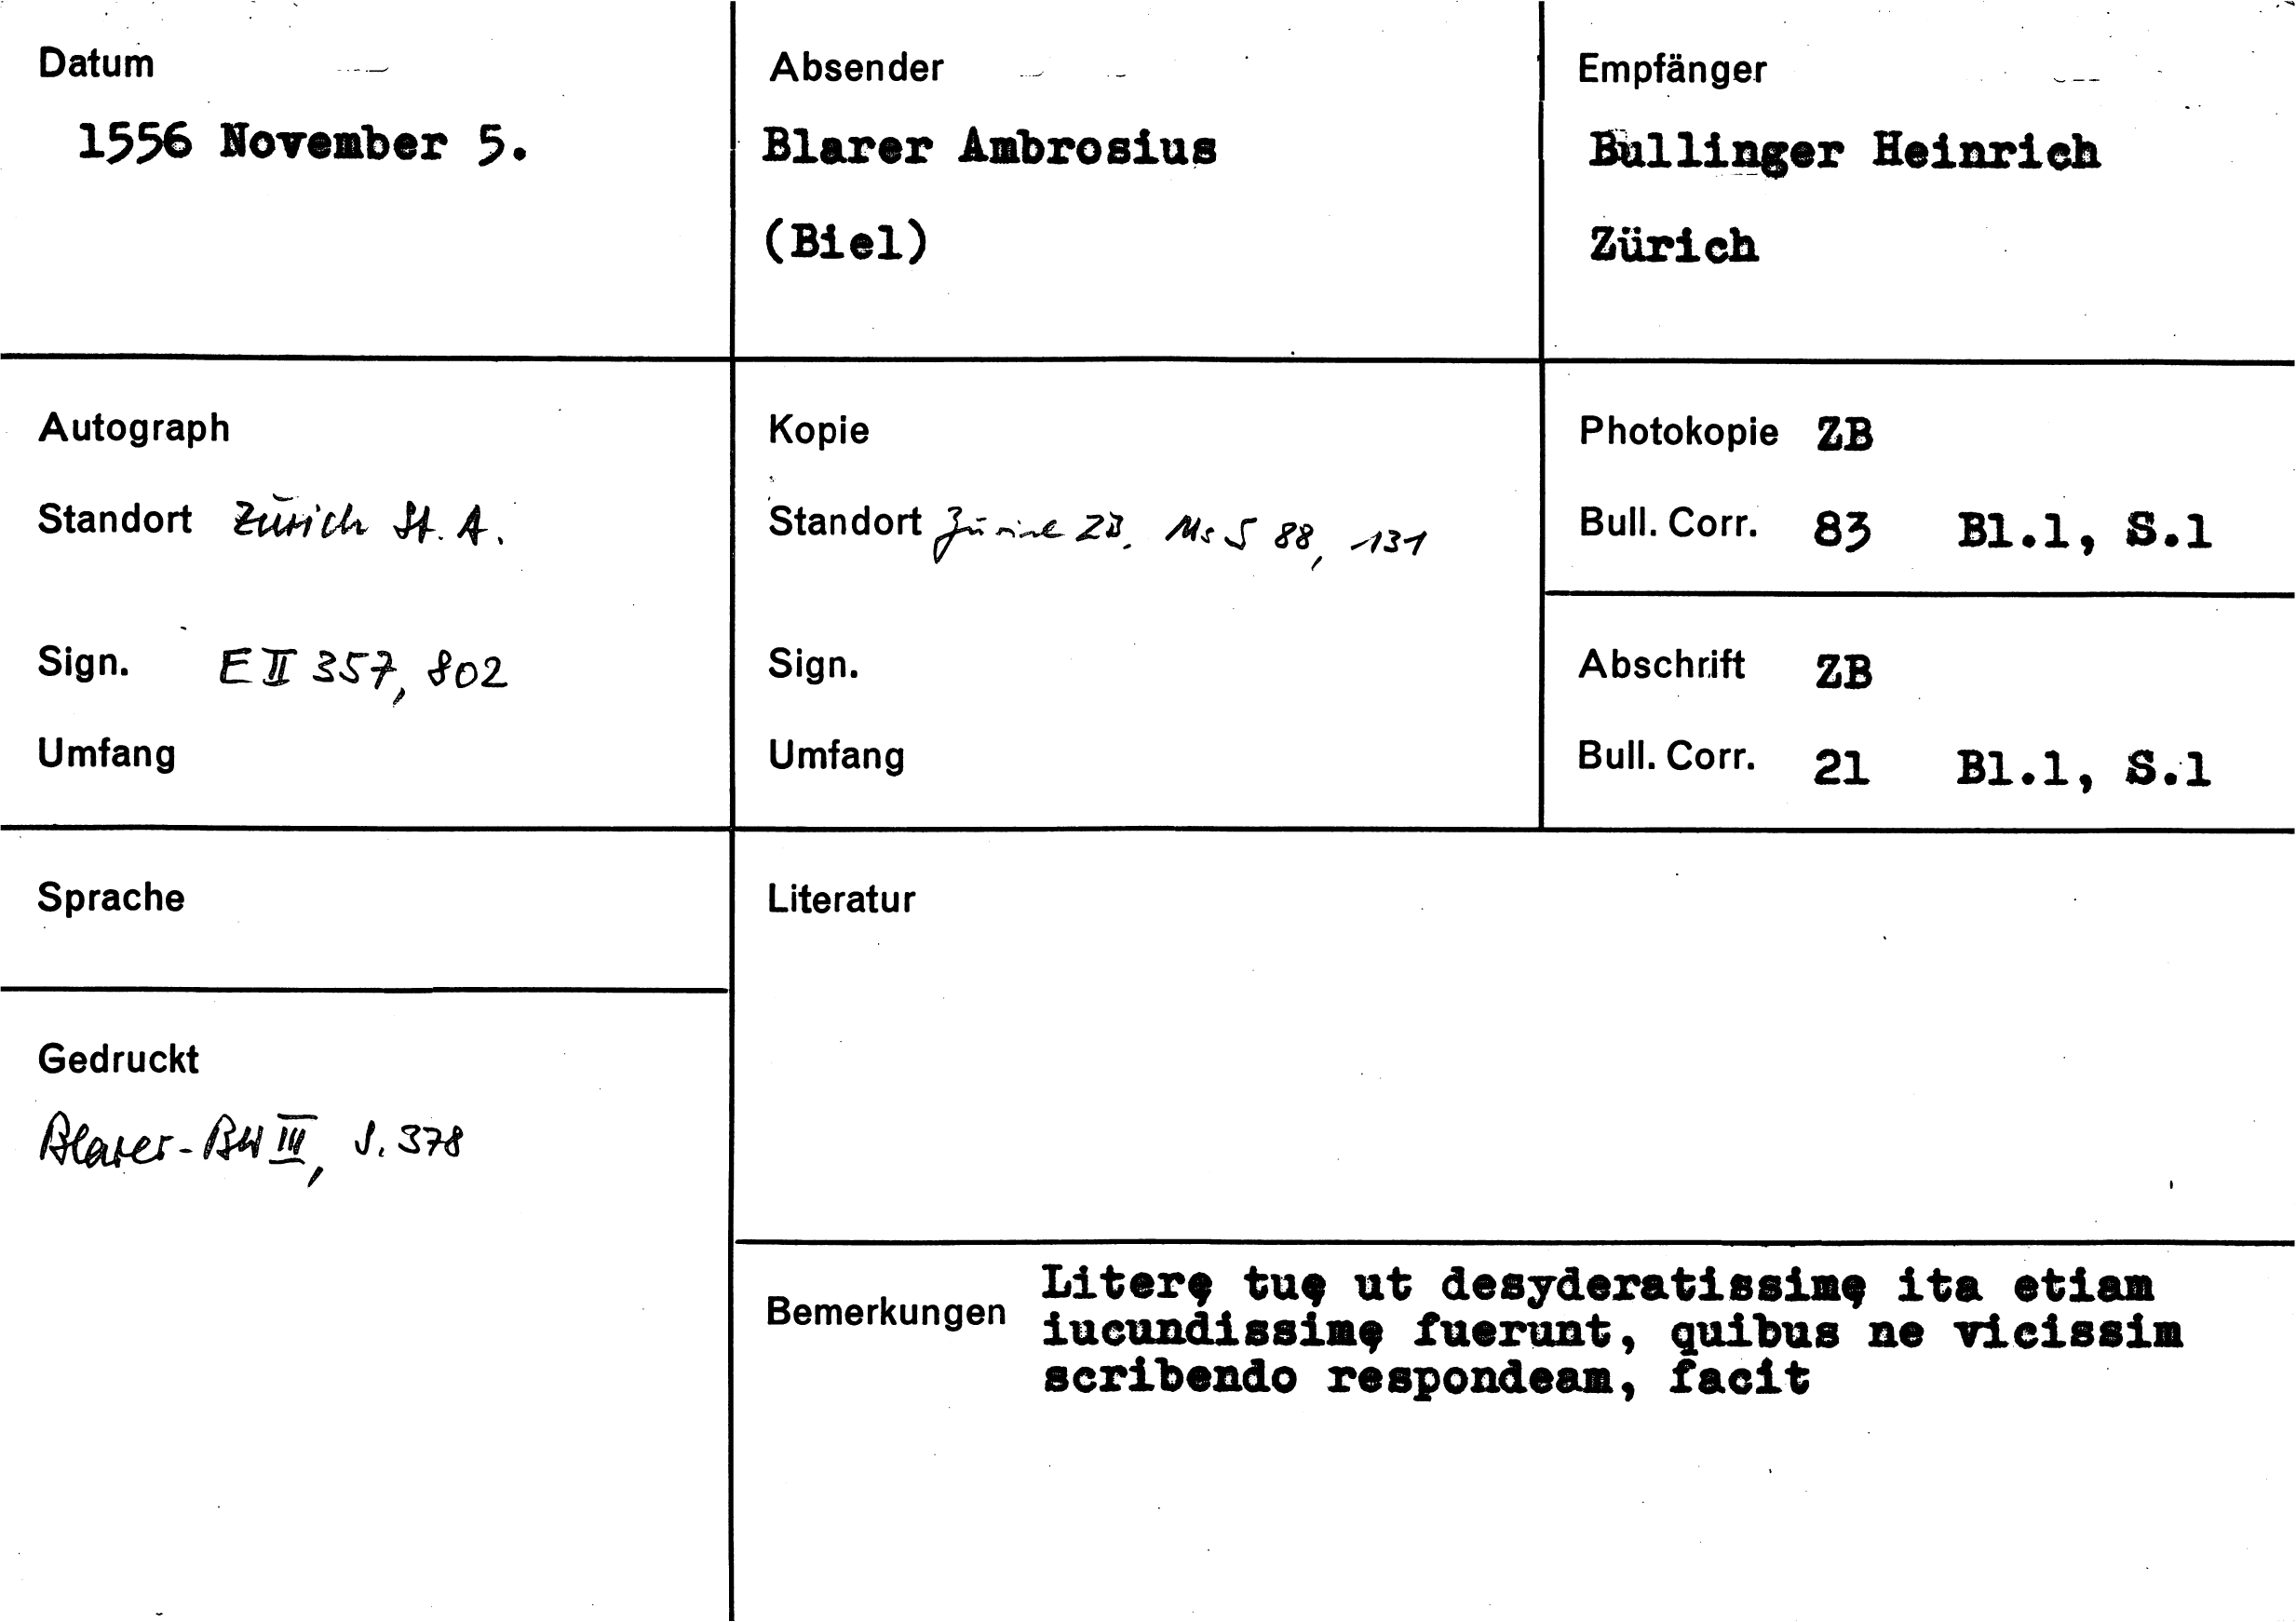 Datum
1556 November 5.
Absender
Blarer Ambrosius
(Biel)
Empfänger
Bullinger Heinrich
Zürich
Autograph
Standort Zürich St. A.
Sign. E II 357, 802
Umfang
Kopie
Standort Zürich ZB. Ms S 88, 131
Sign.
Umfang
Photokopie ZB
Bull. Corr. 83 Bl.1, S.1
Abschrift ZB
Bull. Corr. 21 Bl.1, S.1
Sprache
Gedruckt
Blarer-BW III, S. 378
Literatur
Bemerkungen
Literę tuę ut desyderatissimę ita etiam
iucundissimę fuerunt, quibus ne vicissim
scribendo respondeam, facit